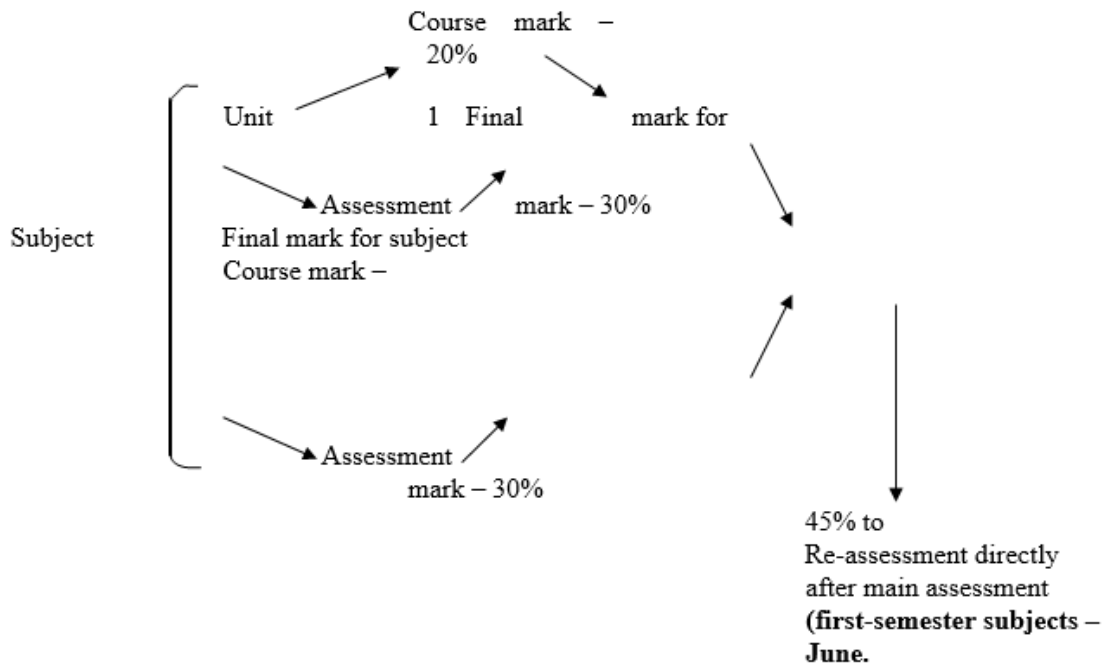 Course mark –
20%
Unit 1 Final mark for
Assessment mark – 30%
Subject Final mark for subject
Course mark –
Assessment
mark – 30%
45% to
Re-assessment directly
after main assessment
(first-semester subjects –
June.